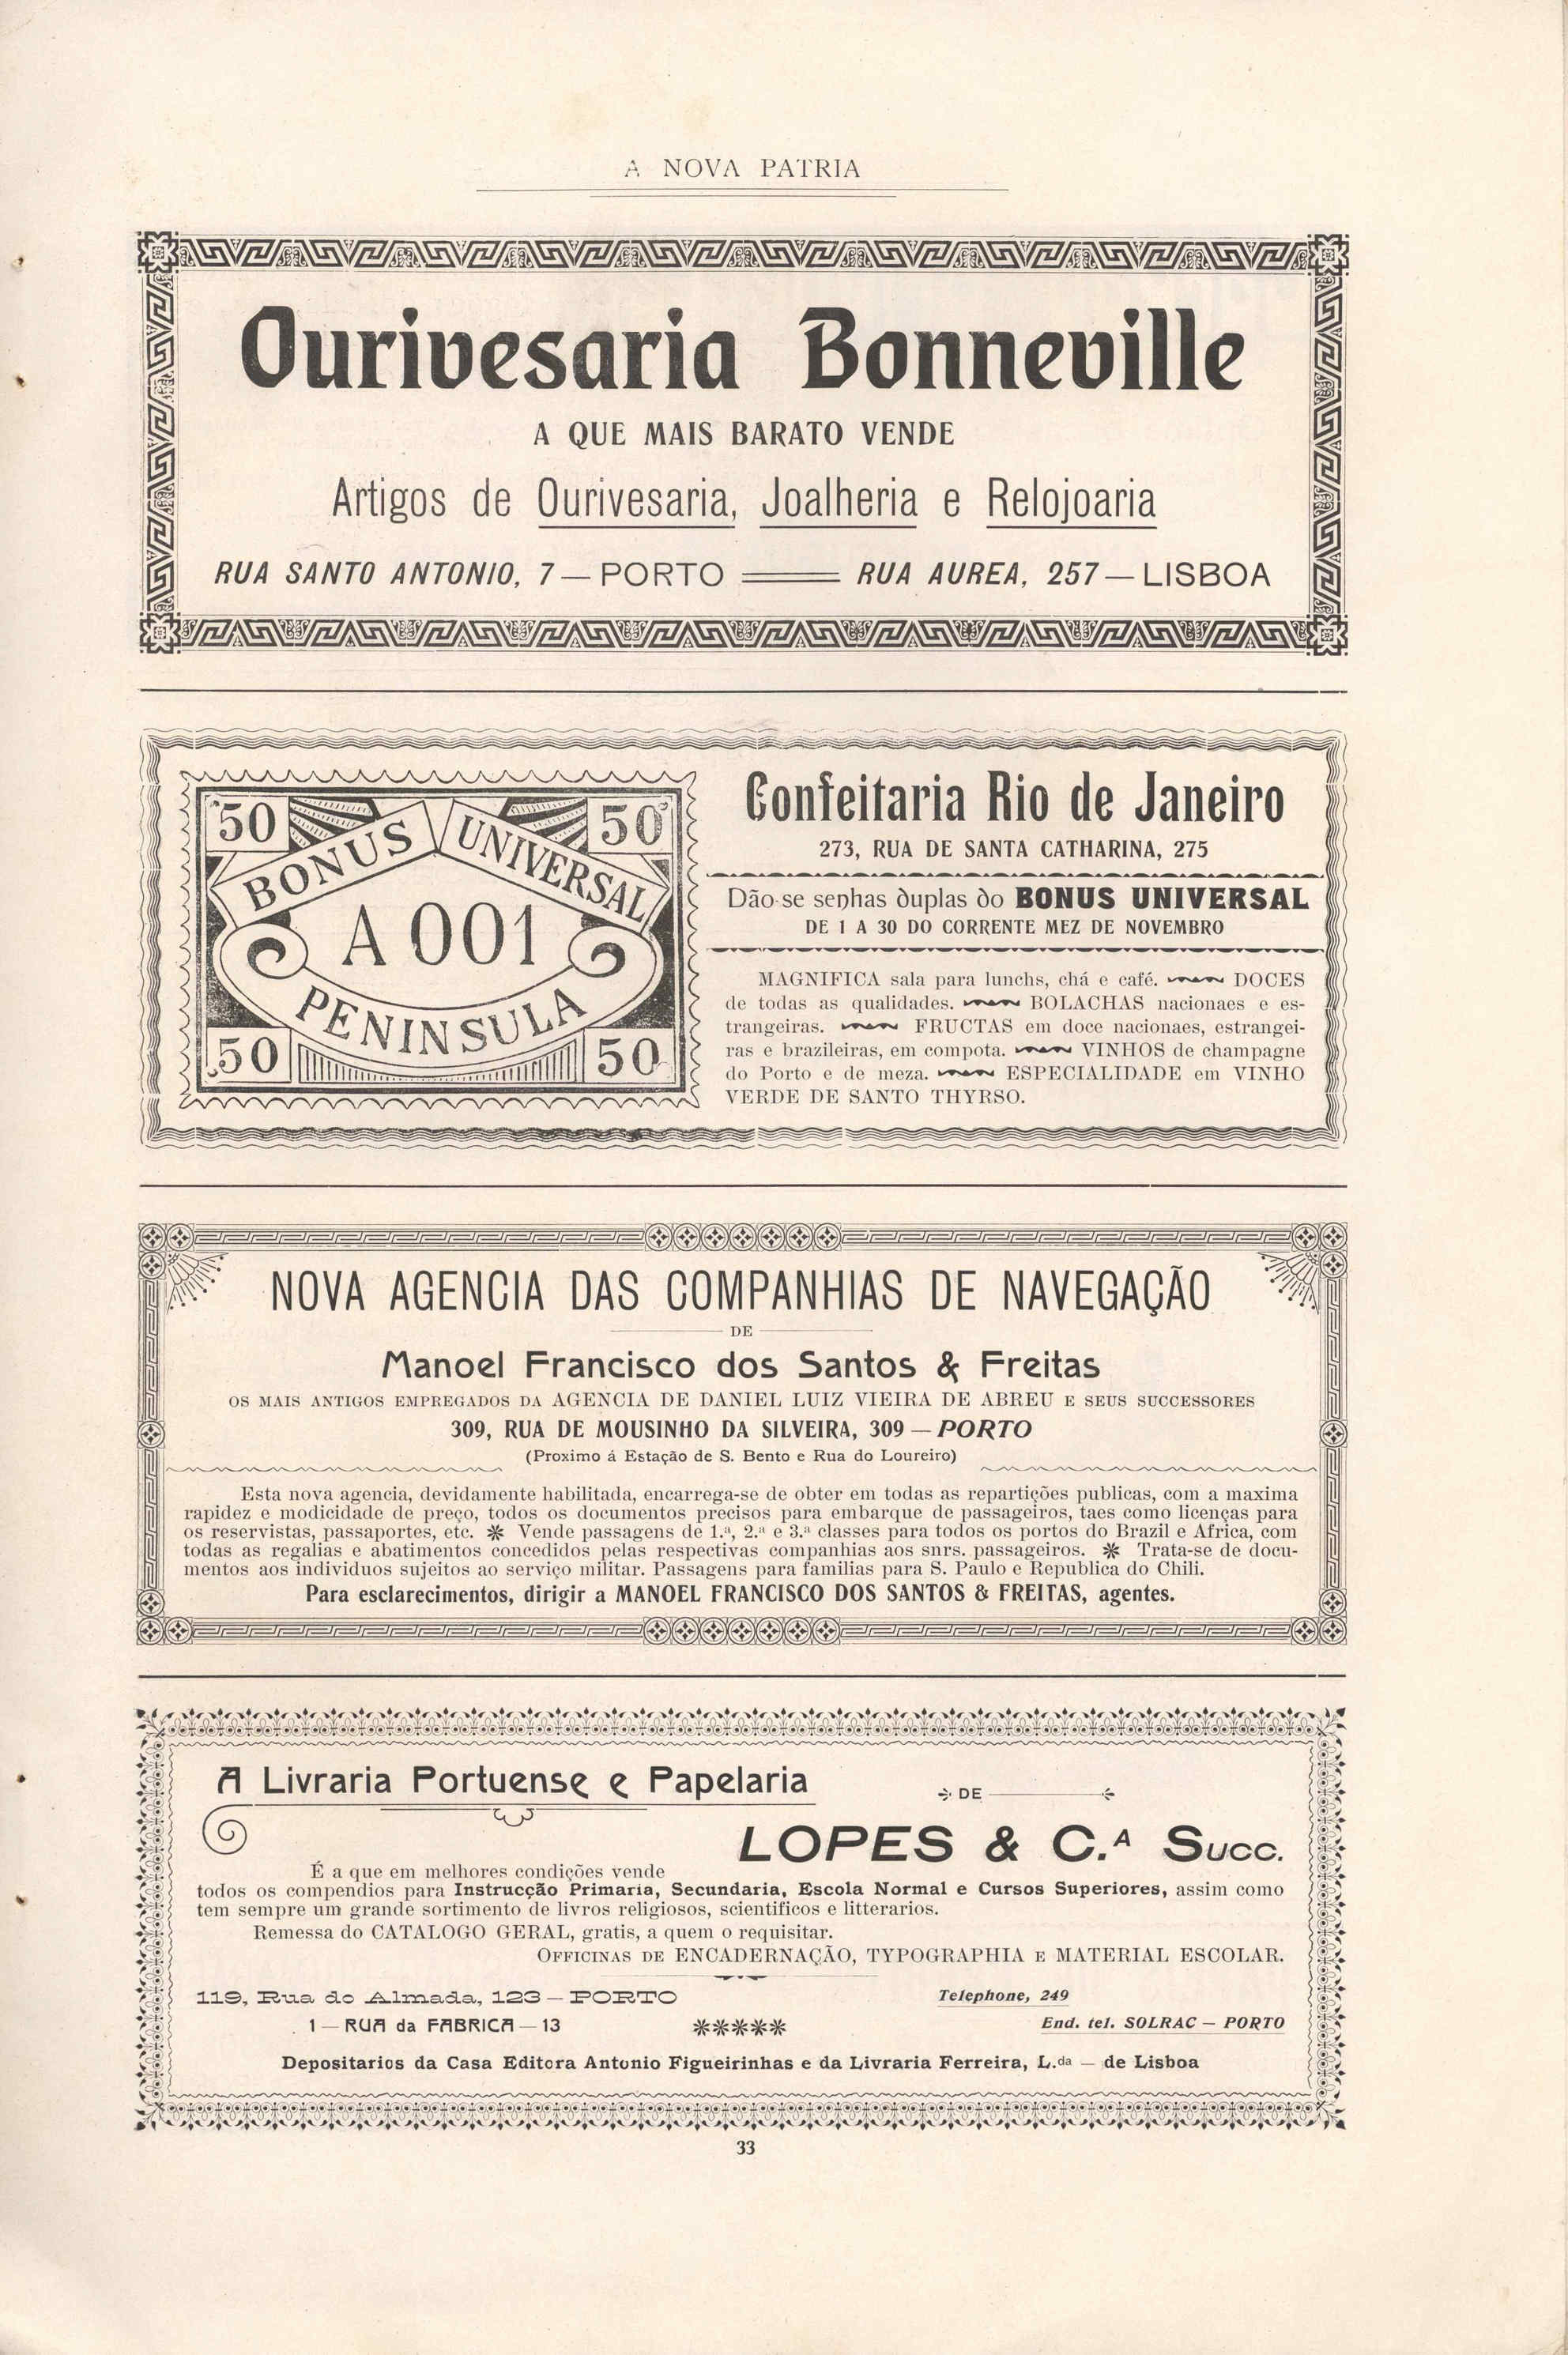 A NOVA PATRIA
Ourivesaria Bonneville
A QUE MAIS BARATO VENDE
Artigos de Ourivesaria, Joalheria e Relojoaria
RUA SANTO ANTONIO, 7 — PORTO RUA AUREA, 257 — LISBOA
50 50
BONUS UNIVERSAL
A 001
PENINSULA
50 50
Confeitaria Rio de Janeiro
273, RUA DE SANTA CATHARINA, 275
Dão-se senhas duplas do BONUS UNIVERSAL
DE 1 A 30 DO CORRENTE MEZ DE NOVEMBRO
MAGNIFICA sala para lunchs, chá e café. DOCES
de todas as qualidades. BOLACHAS nacionaes e es-
trangeiras. FRUCTAS em doce nacionaes, estrangei-
ras e brazileiras, em compota. VINHOS de champagne
do Porto e de meza. ESPECIALIDADE em VINHO
VERDE DE SANTO THYRSO.
NOVA AGENCIA DAS COMPANHIAS DE NAVEGAÇÃO
DE
Manoel Francisco dos Santos & Freitas
OS MAIS ANTIGOS EMPREGADOS DA AGENCIA DE DANIEL LUIZ VIEIRA DE ABREU E SEUS SUCCESSORES
309, RUA DE MOUSINHO DA SILVEIRA, 309 — PORTO
(Proximo á Estação de S. Bento e Rua do Loureiro)
Esta nova agencia, devidamente habilitada, encarrega-se de obter em todas as repartições publicas, com a maxima
rapidez e modicidade de preço, todos os documentos precisos para embarque de passageiros, taes como licenças para
os reservistas, passaportes, etc. ❋ Vende passagens de 1.ª, 2.ª e 3.ª classes para todos os portos do Brazil e Africa, com
todas as regalias e abatimentos concedidos pelas respectivas companhias aos snrs. passageiros. ❋ Trata-se de docu-
mentos aos individuos sujeitos ao serviço militar. Passagens para familias para S. Paulo e Republica do Chili.
Para esclarecimentos, dirigir a MANOEL FRANCISCO DOS SANTOS & FREITAS, agentes.
A Livraria Portuense e Papelaria
DE
LOPES & C.A Succ.
É a que em melhores condições vende
todos os compendios para Instrucção Primaria, Secundaria, Escola Normal e Cursos Superiores, assim como
tem sempre um grande sortimento de livros religiosos, scientificos e litterarios.
Remessa do CATALOGO GERAL, gratis, a quem o requisitar.
OFFICINAS DE ENCADERNAÇÃO, TYPOGRAPHIA E MATERIAL ESCOLAR.
119, Rua do Almada, 123 — PORTO Telephone, 249
1 — RUA da FABRICA — 13 ❋❋❋❋❋ End. tel. SOLRAC — PORTO
Depositarios da Casa Editora Antonio Figueirinhas e da Livraria Ferreira, L.da — de Lisboa
33